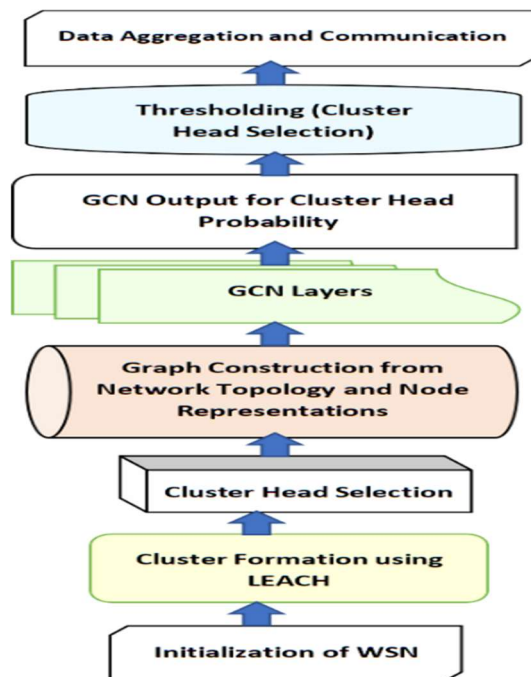 Data Aggregation and Communication
Thresholding (Cluster
Head Selection)
GCN Output for Cluster Head
Probability
GCN Layers
Graph Construction from
Network Topology and Node
Representations
Cluster Head Selection
Cluster Formation using
LEACH
Initialization of WSN